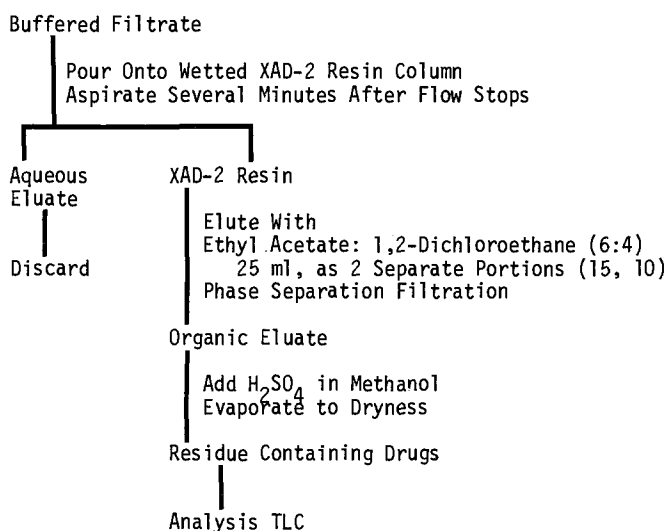 Buffered Filtrate
Pour Onto Wetted XAD-2 Resin Column
Aspirate Several Minutes After Flow Stops
Aqueous
Eluate
Discard
XAD-2 Resin
Elute With
Ethyl Acetate: 1,2-Dichloroethane (6:4)
25 ml, as 2 Separate Portions (15, 10)
Phase Separation Filtration
Organic Eluate
Add H2SO4 in Methanol
Evaporate to Dryness
Residue Containing Drugs
Analysis TLC